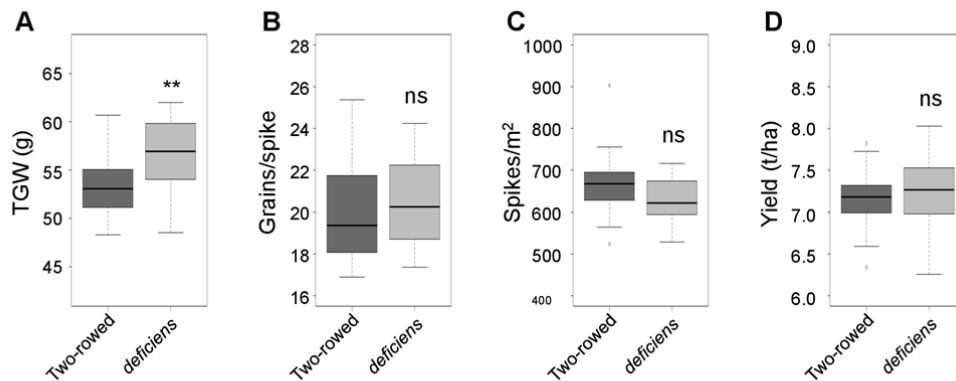 A
TGW (g)
65
60
55
50
45
**
Two-rowed
deficiens
B
Grains/spike
28
26
24
22
20
18
16
ns
Two-rowed
deficiens
C
Spikes/m²
1000
900
800
700
600
500
400
ns
Two-rowed
deficiens
D
Yield (t/ha)
9.0
8.5
8.0
7.5
7.0
6.5
6.0
ns
Two-rowed
deficiens